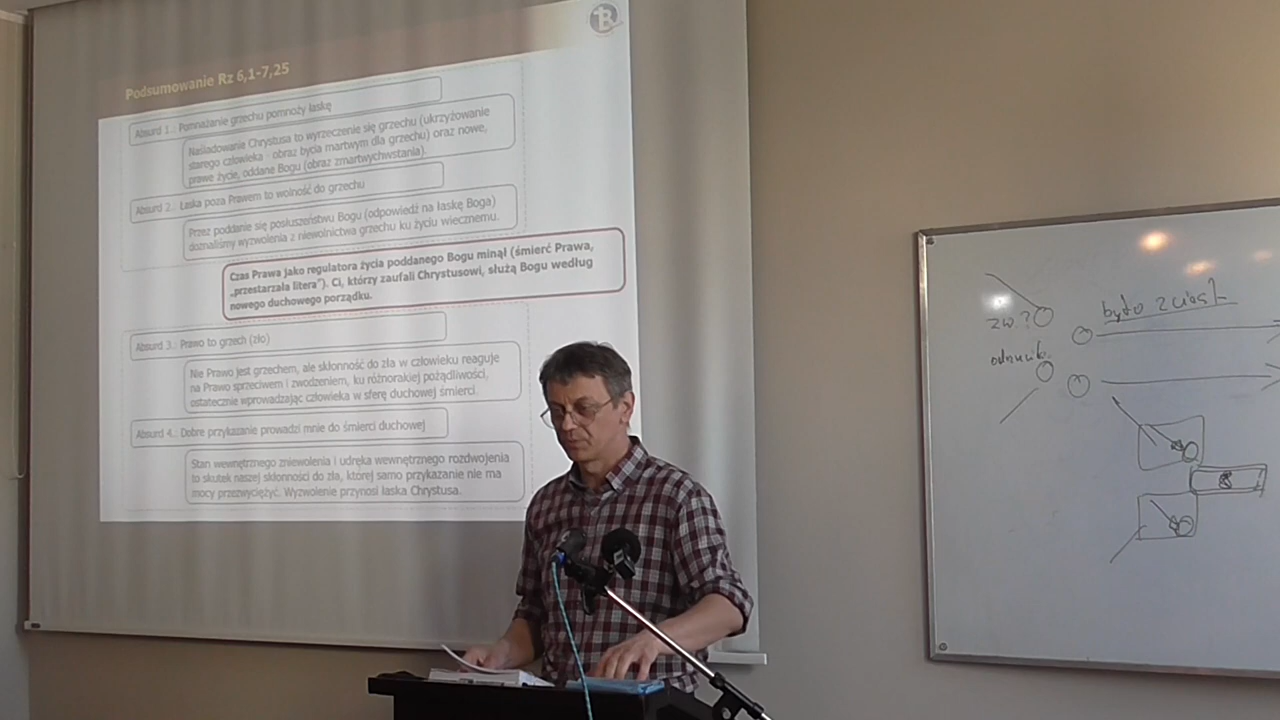 Podsumowanie Rz 6,1-7,25
Absurd 1.: Pomnażanie grzechu pomnoży łaskę
Naśladowanie Chrystusa to wyrzeczenie się grzechu (ukrzyżowanie
starego człowieka - obraz bycia martwym dla grzechu) oraz nowe,
prawe życie, oddane Bogu (obraz zmartwychwstania).
Absurd 2.: Łaska poza Prawem to wolność do grzechu
Przez poddanie się posłuszeństwu Bogu (odpowiedź na łaskę Boga)
doznaliśmy wyzwolenia z niewolnictwa grzechu ku życiu wiecznemu.
Czas Prawa jako regulatora życia poddanego Bogu minął (śmierć Prawa,
„przestarzała litera"). Ci, którzy zaufali Chrystusowi, służą Bogu według
nowego duchowego porządku.
Absurd 3.: Prawo to grzech (zło)
Nie Prawo jest grzechem, ale skłonność do zła w człowieku reaguje
na Prawo sprzeciwem i zwodzeniem, ku różnorakiej pożądliwości,
ostatecznie wprowadzając człowieka w sferę duchowej śmierci.
Absurd 4.: Dobre przykazanie prowadzi mnie do śmierci duchowej
Stan wewnętrznego zniewolenia i udręka wewnętrznego rozdwojenia
to skutek naszej skłonności do zła, której samo przykazanie nie ma
mocy przezwyciężyć. Wyzwolenie przynosi łaska Chrystusa.
B
zw.?
było